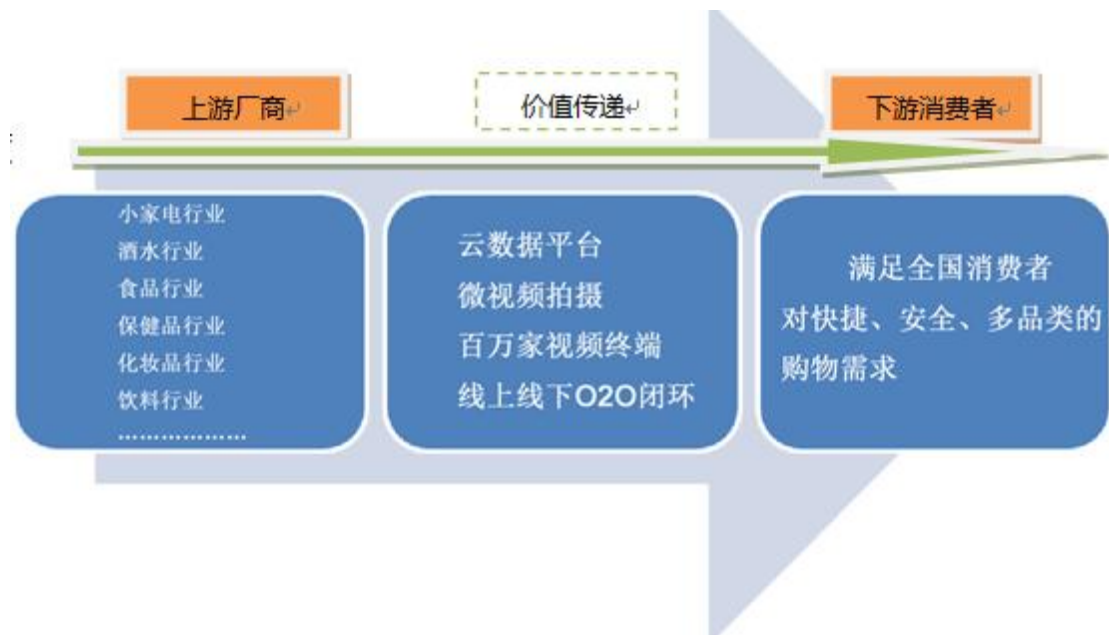 上游厂商
价值传递
下游消费者
小家电行业
酒水行业
食品行业
保健品行业
化妆品行业
饮料行业
………………
云数据平台
微视频拍摄
百万家视频终端
线上线下O2O闭环
满足全国消费者
对快捷、安全、多品类的
购物需求